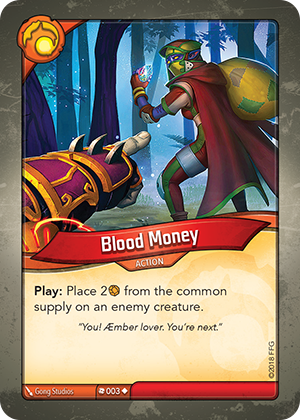 Blood Money
ACTION
Play: Place 2 from the common
supply on an enemy creature.
"You! Æmber lover. You're next."
Gong Studios
003
©2018 FFG